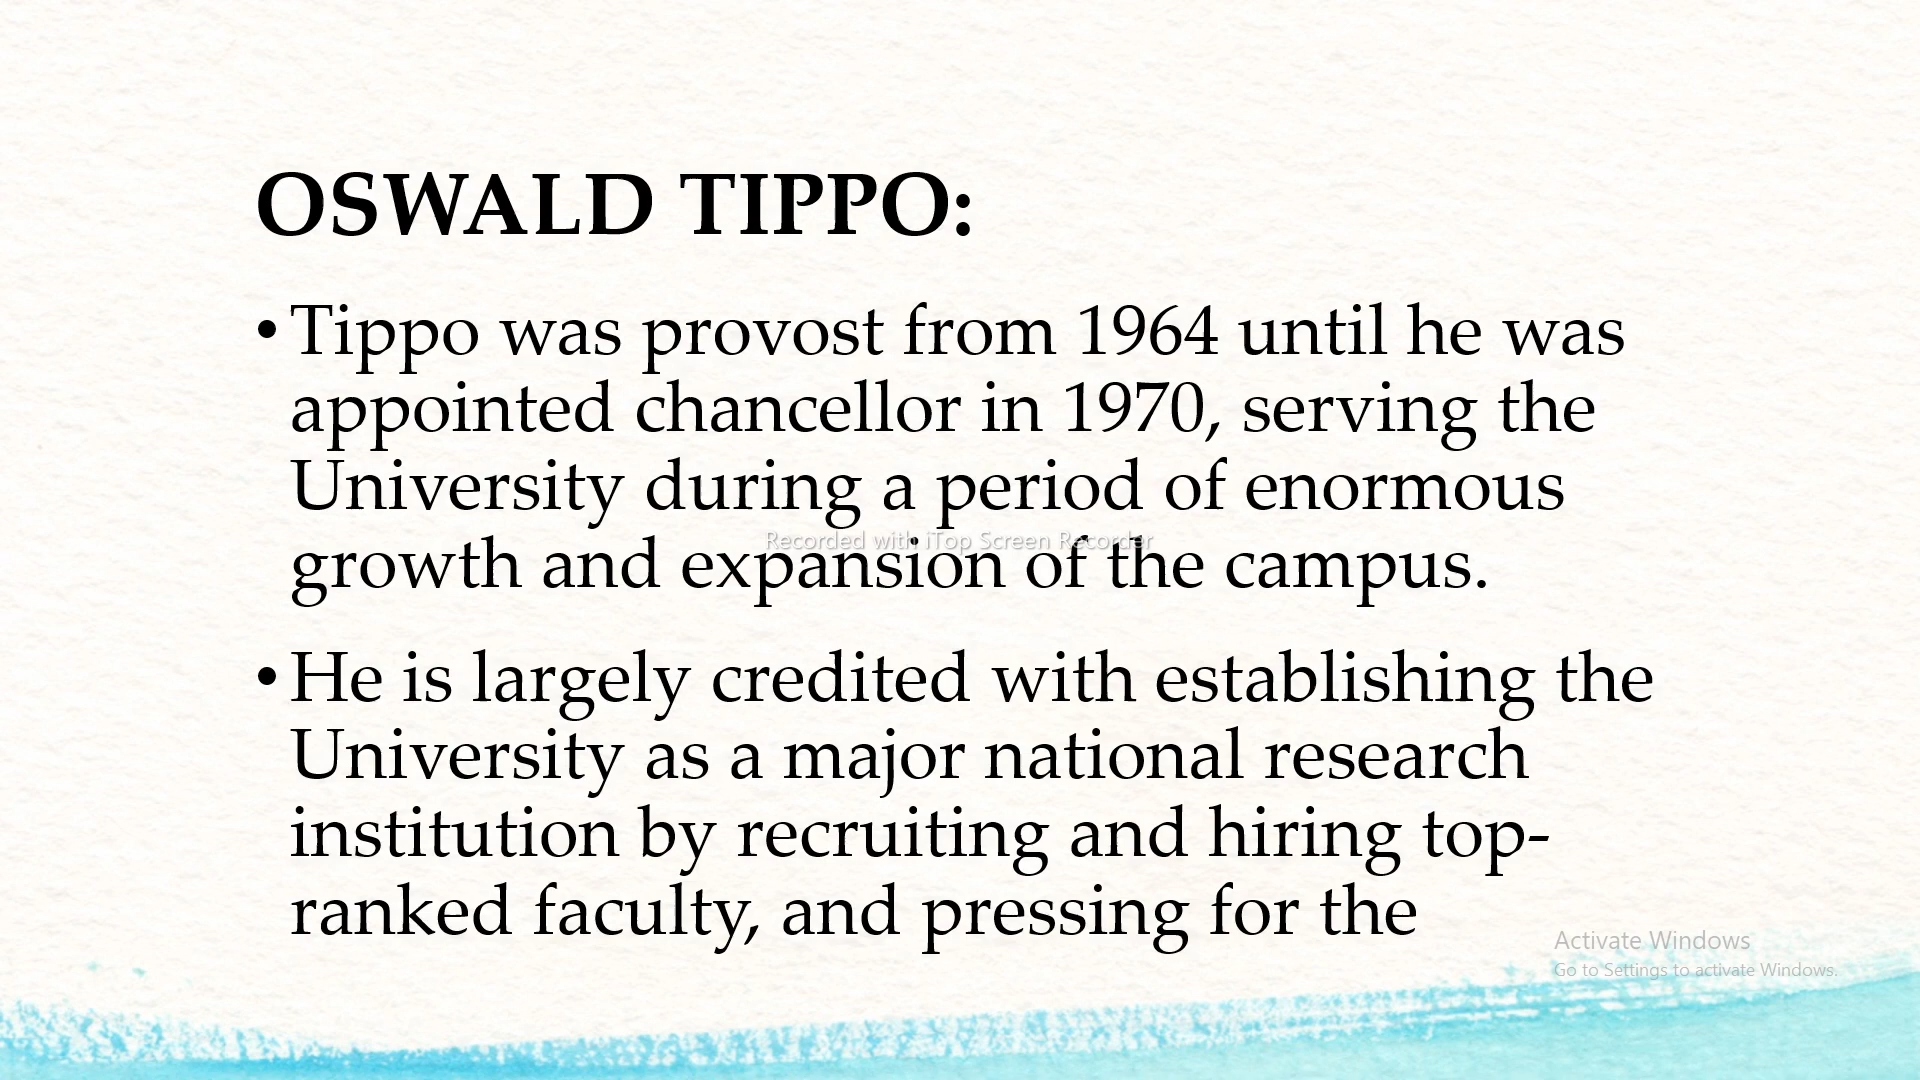 OSWALD TIPPO:
• Tippo was provost from 1964 until he was
appointed chancellor in 1970, serving the
University during a period of enormous
Recorded with iTop Screen Recorder
growth and expansion of the campus.
• He is largely credited with establishing the
University as a major national research
institution by recruiting and hiring top-
ranked faculty, and pressing for the
Activate Windows
Go to Settings to activate Windows.